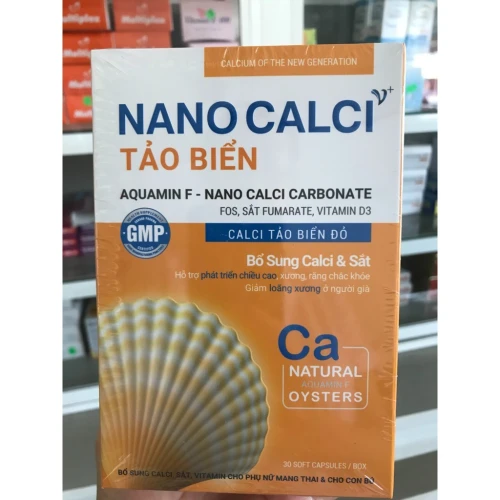 CALCIUM OF THE NEW GENERATION
NANO CALCI V+
TẢO BIỂN
AQUAMIN F - NANO CALCI CARBONATE
FOS, SẮT FUMARATE, VITAMIN D3
CALCI TẢO BIỂN ĐỎ
GMP
Bổ Sung Calci & Sắt
Hỗ trợ phát triển chiều cao, xương, răng chắc khỏe
Giảm loãng xương ở người già
Ca
NATURAL
AQUAMIN F
OYSTERS
30 SOFT CAPSULES / BOX
BỔ SUNG CALCI, SẮT, VITAMIN CHO PHỤ NỮ MANG THAI & CHO CON BÚ